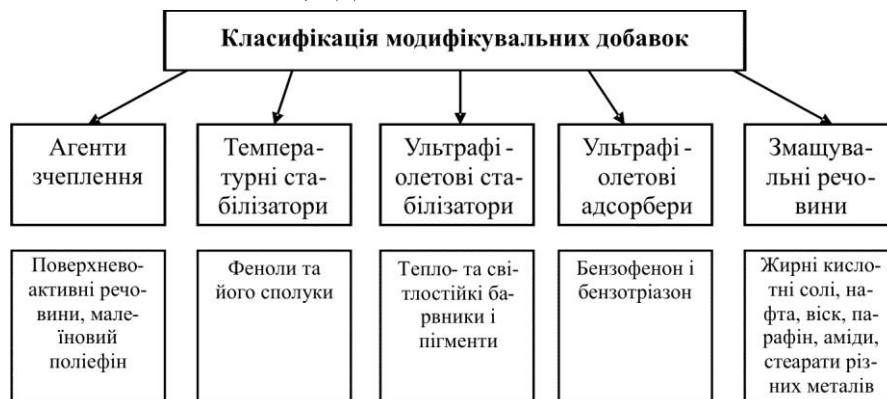 Класифікація модифікувальних добавок
Агенти
зчеплення
Темпера-
турні ста-
білізатори
Ультрафі -
олетові ста-
білізатори
Ультрафі -
олетові
адсорбери
Змащува-
льні речо-
вини
Поверхнево-
активні речо-
вини, мале-
їновий
поліефін
Феноли та
його сполуки
Тепло- та сві-
тлостійкі ба-
рвники і
пігменти
Бензофенон і
бензотріазон
Жирні кисло-
тні солі, на-
фта, віск, па-
рафін, аміди,
стеарати різ-
них металів